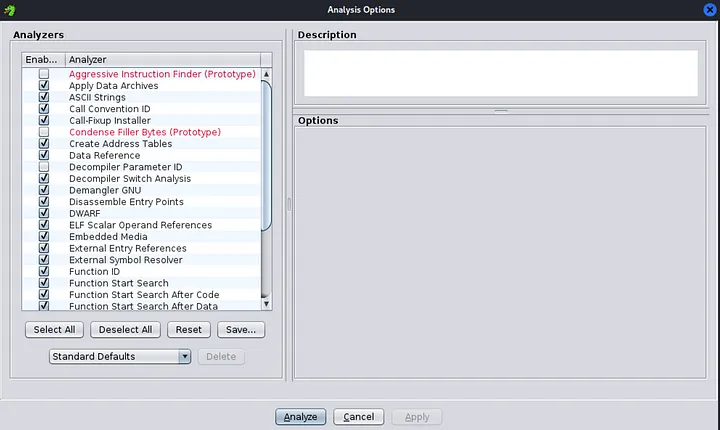 Analysis Options
Analyzers
Enab... Analyzer
Aggressive Instruction Finder (Prototype)
Apply Data Archives
ASCII Strings
Call Convention ID
Call-Fixup Installer
Condense Filler Bytes (Prototype)
Create Address Tables
Data Reference
Decompiler Parameter ID
Decompiler Switch Analysis
Demangler GNU
Disassemble Entry Points
DWARF
ELF Scalar Operand References
Embedded Media
External Entry References
External Symbol Resolver
Function ID
Function Start Search
Function Start Search After Code
Function Start Search After Data
Select All Deselect All Reset Save...
Standard Defaults Delete
Description
Options
Analyze Cancel Apply